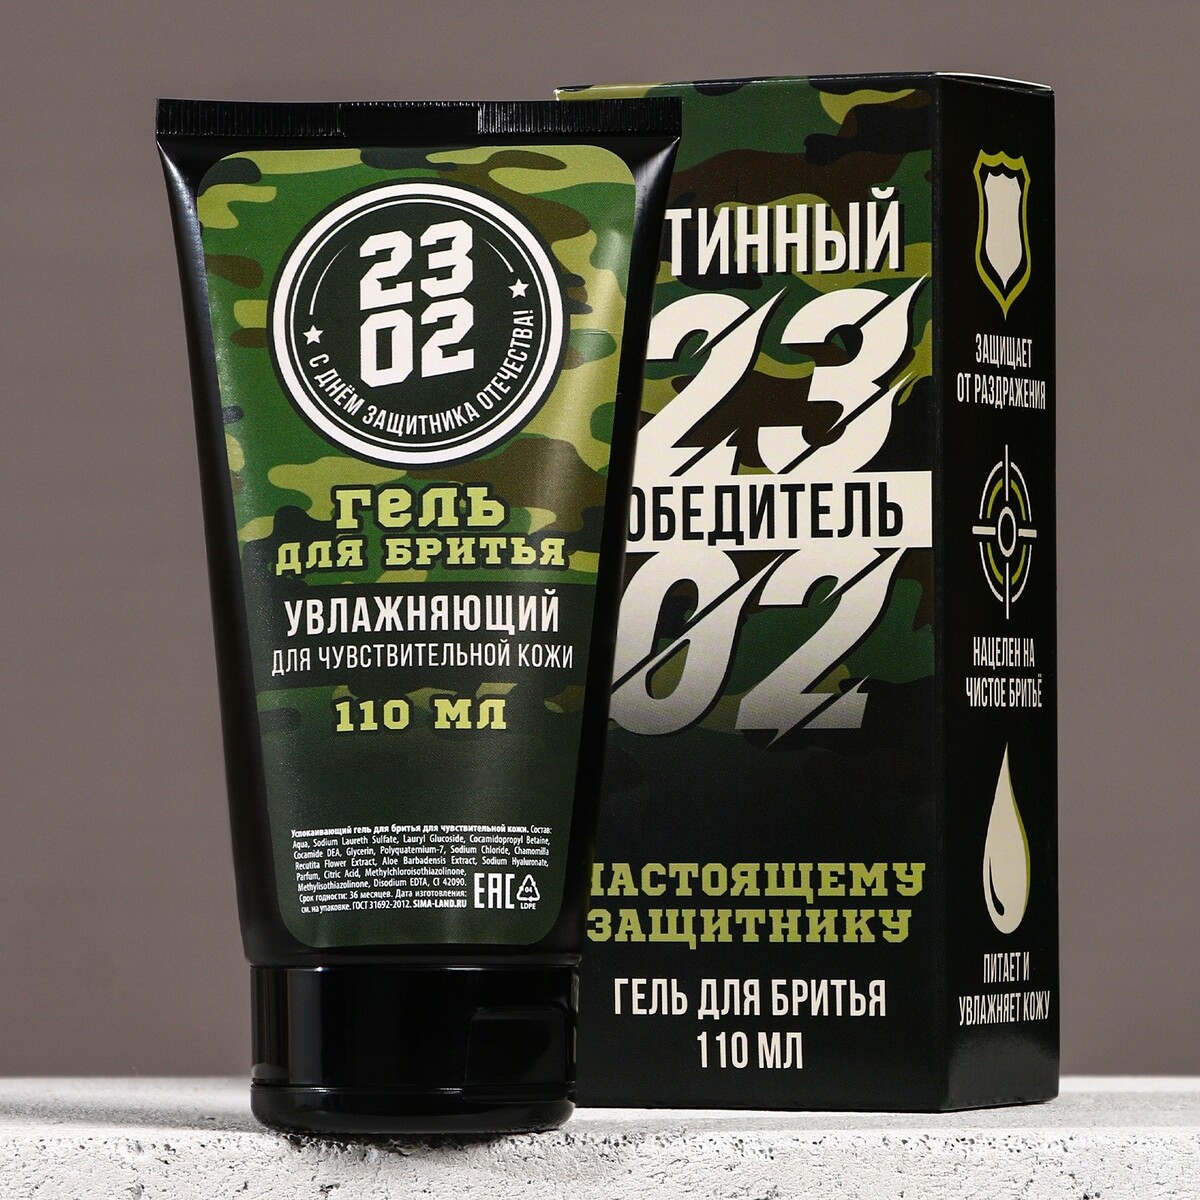 23
02
С ДНЁМ ЗАЩИТНИКА ОТЕЧЕСТВА!
ГЕЛЬ
ДЛЯ БРИТЬЯ
УВЛАЖНЯЮЩИЙ
ДЛЯ ЧУВСТВИТЕЛЬНОЙ КОЖИ
110 МЛ
Успокаивающий гель для бритья для чувствительной кожи. Состав:
Aqua, Sodium Laureth Sulfate, Lauryl Glucoside, Cocamidopropyl Betaine,
Cocamide DEA, Glycerin, Polyquaternium-7, Sodium Chloride, Chamomilla
Recutita Flower Extract, Aloe Barbadensis Extract, Sodium Hyaluronate,
Parfum, Citric Acid, Methylchloroisothiazolinone,
Methylisothiazolinone, Disodium EDTA, CI 42090.
Срок годности: 36 месяцев. Дата изготовления:
см. на упаковке. ГОСТ 31692-2012. SIMA-LAND.RU
EAC
04
LDPE
ТИННЫЙ
23
ОБЕДИТЕЛЬ
02
НАСТОЯЩЕМУ
ЗАЩИТНИКУ
ГЕЛЬ ДЛЯ БРИТЬЯ
110 МЛ
ЗАЩИЩАЕТ
ОТ РАЗДРАЖЕНИЯ
НАЦЕЛЕН НА
ЧИСТОЕ БРИТЬЁ
ПИТАЕТ И
УВЛАЖНЯЕТ КОЖУ